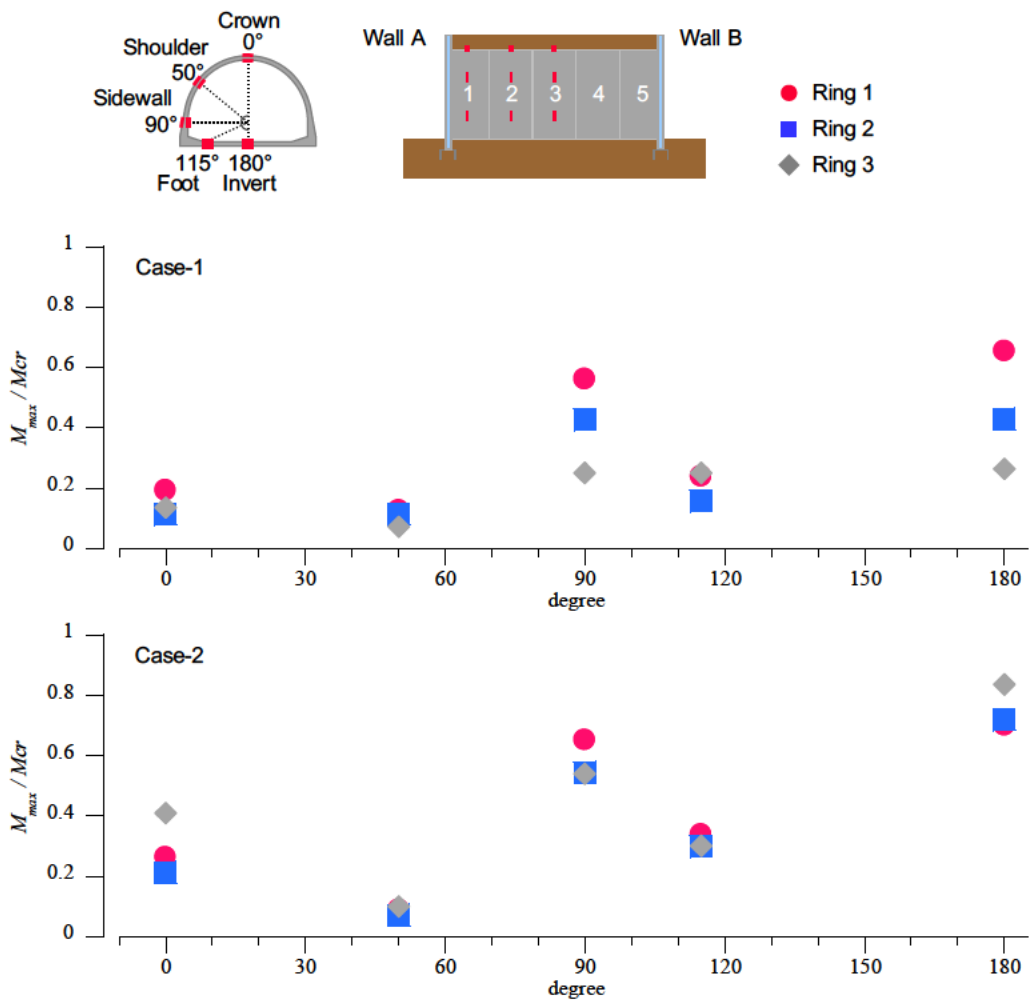 Crown
0°
Shoulder
50°
Sidewall
90°
115° 180°
Foot Invert
Wall A
Wall B
1 2 3 4 5
Ring 1
Ring 2
Ring 3
Case-1
1
0.8
0.6
0.4
0.2
0
M_max / Mcr
0 30 60 90 120 150 180
degree
Case-2
1
0.8
0.6
0.4
0.2
0
M_max / Mcr
0 30 60 90 120 150 180
degree